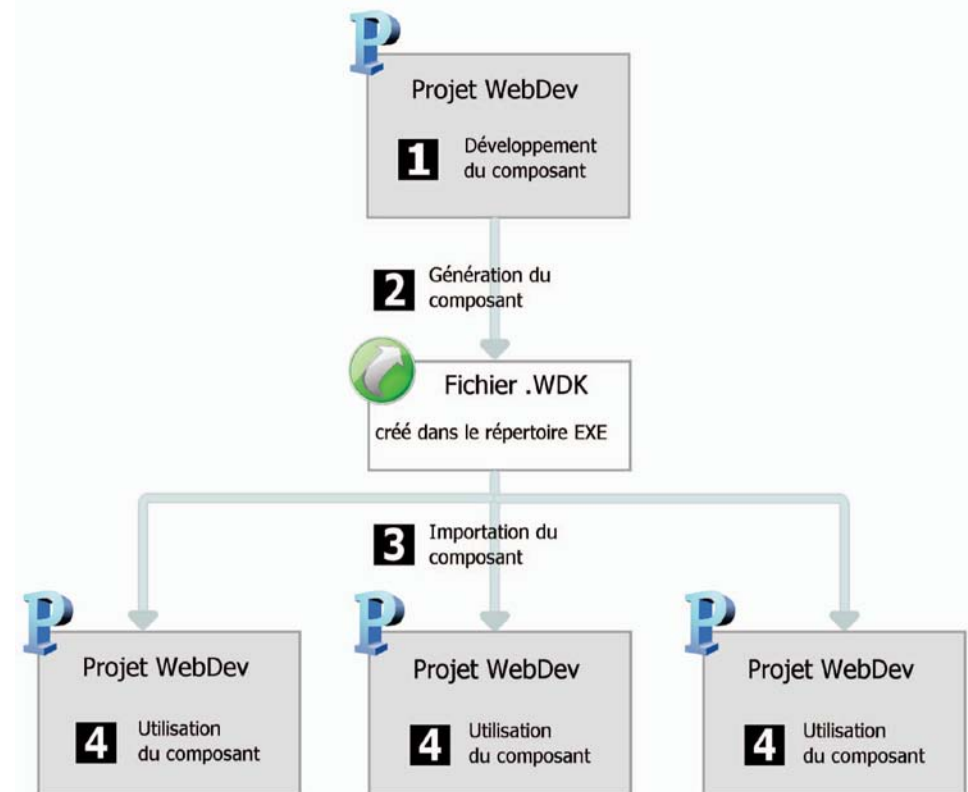 P
Projet WebDev
1
Développement
du composant
2
Génération du
composant
Fichier .WDK
créé dans le répertoire EXE
3
Importation du
composant
P
Projet WebDev
4
Utilisation
du composant
P
Projet WebDev
4
Utilisation
du composant
P
Projet WebDev
4
Utilisation
du composant